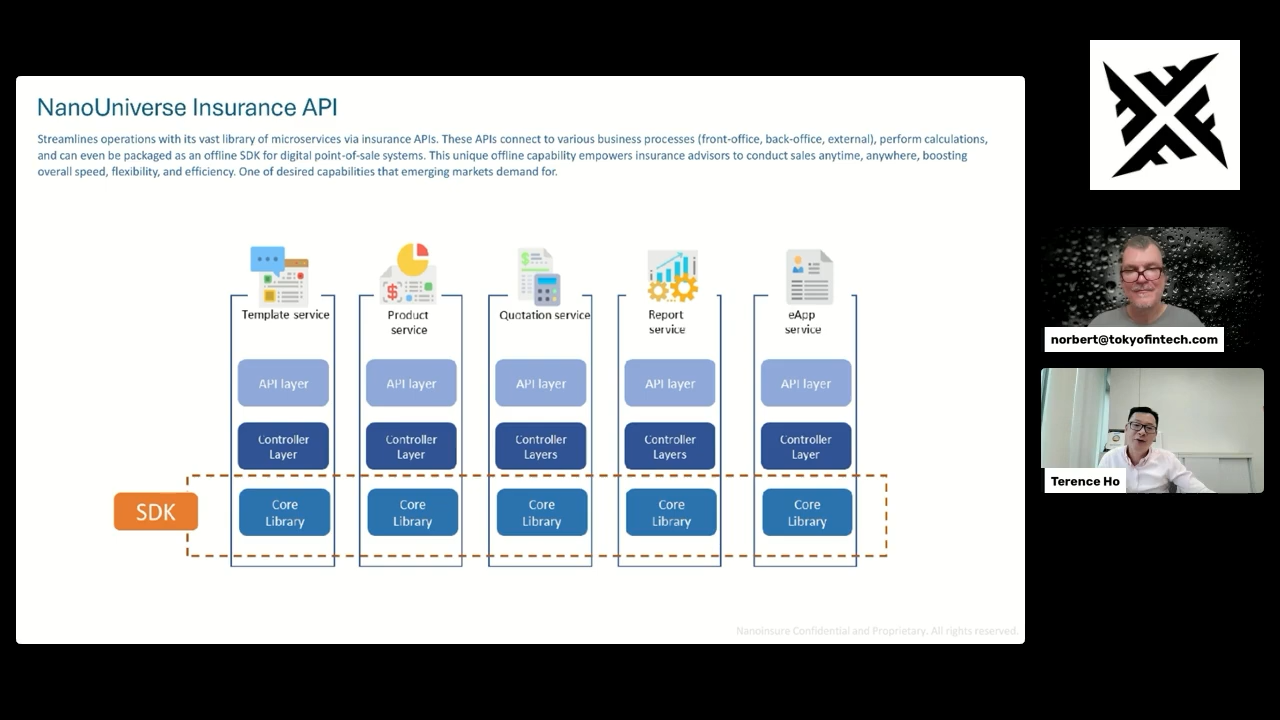 NanoUniverse Insurance API
Streamlines operations with its vast library of microservices via insurance APIs. These APIs connect to various business processes (front-office, back-office, external), perform calculations,
and can even be packaged as an offline SDK for digital point-of-sale systems. This unique offline capability empowers insurance advisors to conduct sales anytime, anywhere, boosting
overall speed, flexibility, and efficiency. One of desired capabilities that emerging markets demand for.
Template service
Product
service
Quotation service
Report
service
eApp
service
API layer
API layer
API layer
API layer
API layer
Controller
Layer
Controller
Layer
Controller
Layers
Controller
Layers
Controller
Layer
SDK
Core
Library
Core
Library
Core
Library
Core
Library
Core
Library
Nanoinsure Confidential and Proprietary. All rights reserved.
norbert@tokyofintech.com
Terence Ho